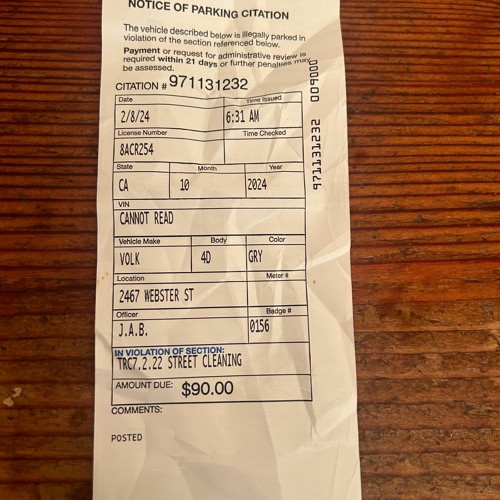 NOTICE OF PARKING CITATION
The vehicle described below is illegally parked in
violation of the section referenced below.
Payment or request for administrative review is
required within 21 days or further penalties may
be assessed.
CITATION # 971131232
Date Time Issued
2/8/24 6:31 AM
License Number Time Checked
8ACR254
State Month Year
CA 10 2024
VIN
CANNOT READ
Vehicle Make Body Color
VOLK 4D GRY
Location Meter #
2467 WEBSTER ST
Officer Badge #
J.A.B. 0156
IN VIOLATION OF SECTION:
TRC7.2.22 STREET CLEANING
AMOUNT DUE: $90.00
COMMENTS:
POSTED
971131232 009000